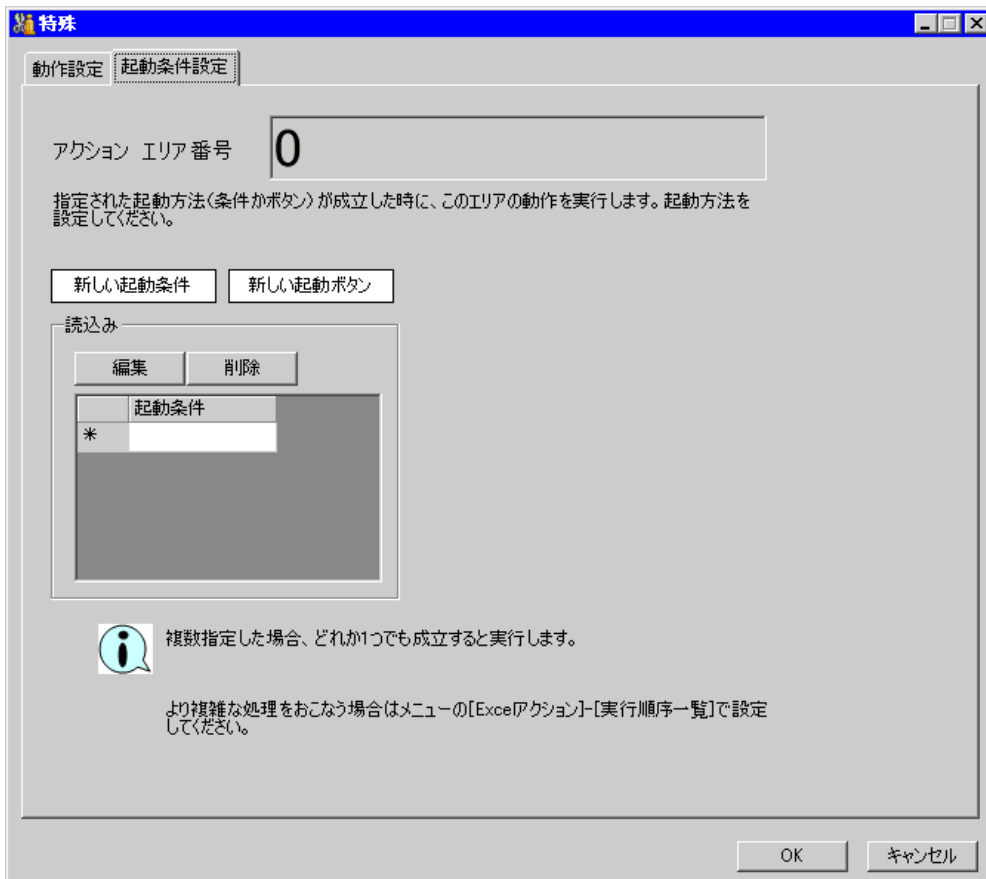 特殊
動作設定 起動条件設定
アクション エリア番号 0
指定された起動方法(条件かボタン)が成立した時に、このエリアの動作を実行します。起動方法を
設定してください。
新しい起動条件 新しい起動ボタン
読込み
編集 削除
起動条件
*
複数指定した場合、どれか1つでも成立すると実行します。
より複雑な処理をおこなう場合はメニューの[Excelアクション]-[実行順序一覧]で設定
してください。
OK キャンセル